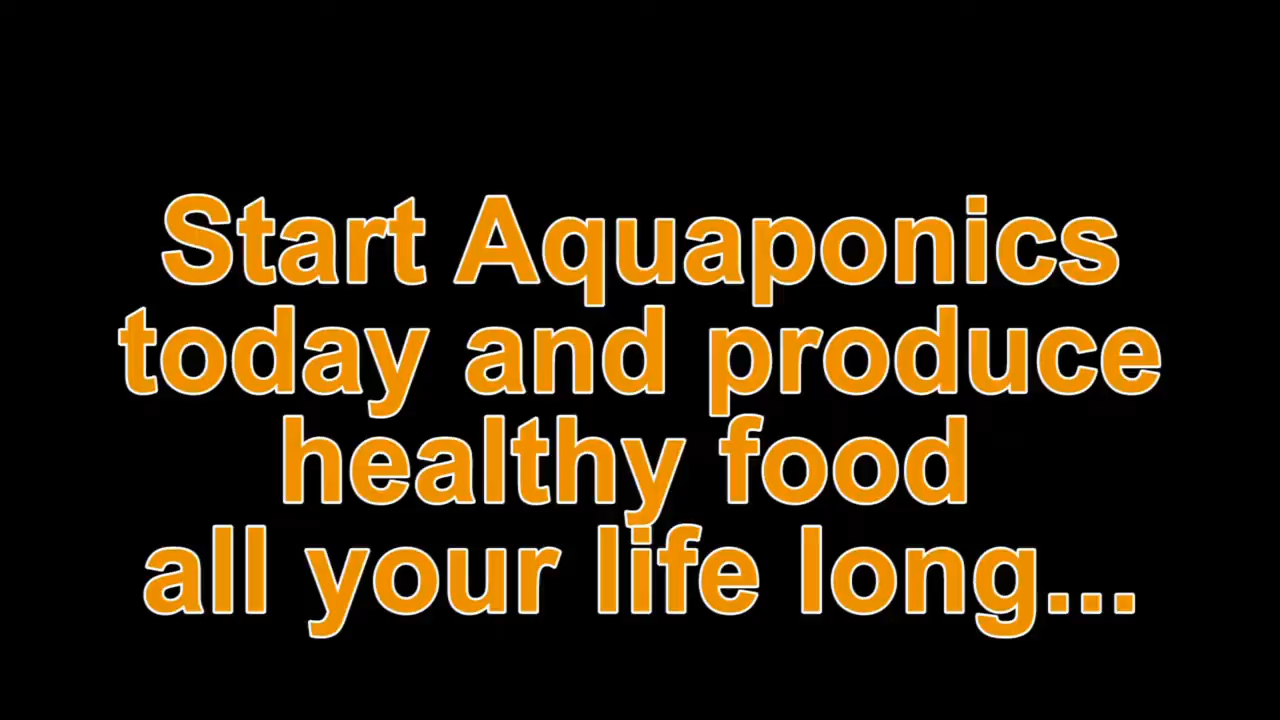 Start Aquaponics
today and produce
healthy food
all your life long...